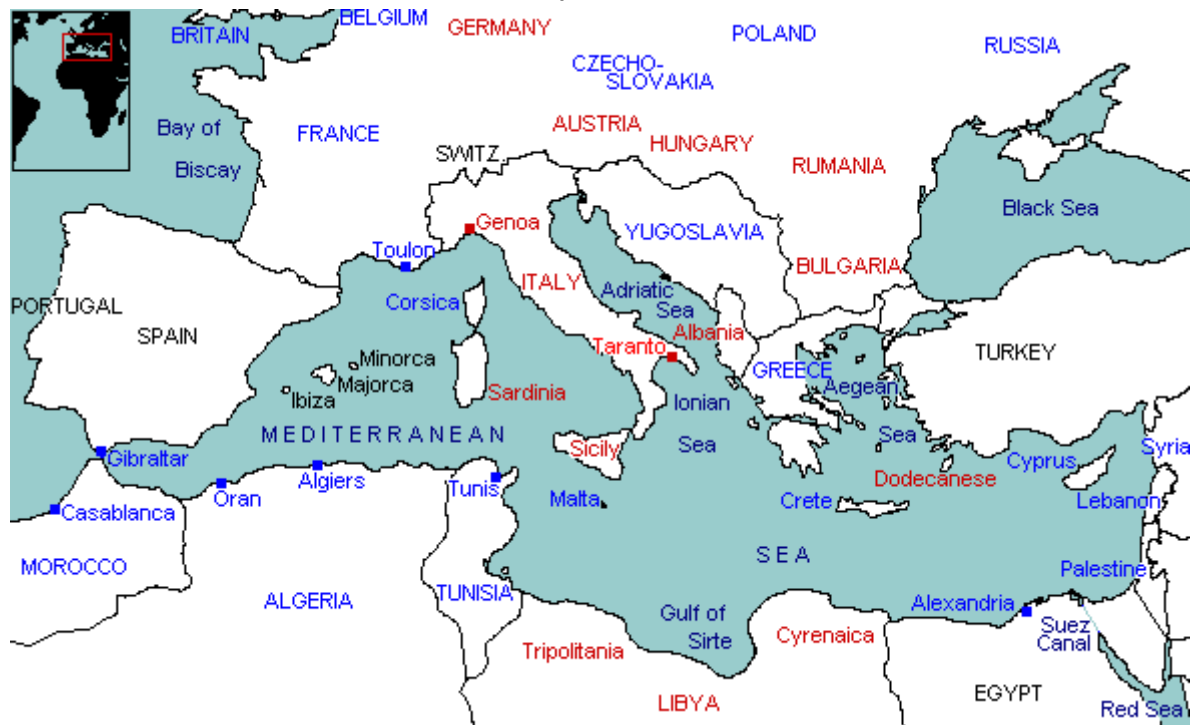 BELGIUM
GERMANY
POLAND
BRITAIN
RUSSIA
CZECHO-
SLOVAKIA
Bay of
Biscay
FRANCE
AUSTRIA
HUNGARY
SWITZ
RUMANIA
Black Sea
Genoa
YUGOSLAVIA
Toulon
BULGARIA
ITALY
Adriatic
Sea
Corsica
PORTUGAL
SPAIN
Albania
Taranto
TURKEY
Minorca
Majorca
Ibiza
GREECE
Aegean
Sea
Sardinia
Ionian
Sea
MEDITERRANEAN
SEA
Sicily
Gibraltar
Cyprus
Syria
Algiers
Tunis
Dodecanese
Oran
Malta
Crete
Lebanon
Casablanca
MOROCCO
Palestine
ALGERIA
TUNISIA
Alexandria
Gulf of
Sirte
Suez
Canal
Cyrenaica
Tripolitania
EGYPT
LIBYA
Red Sea